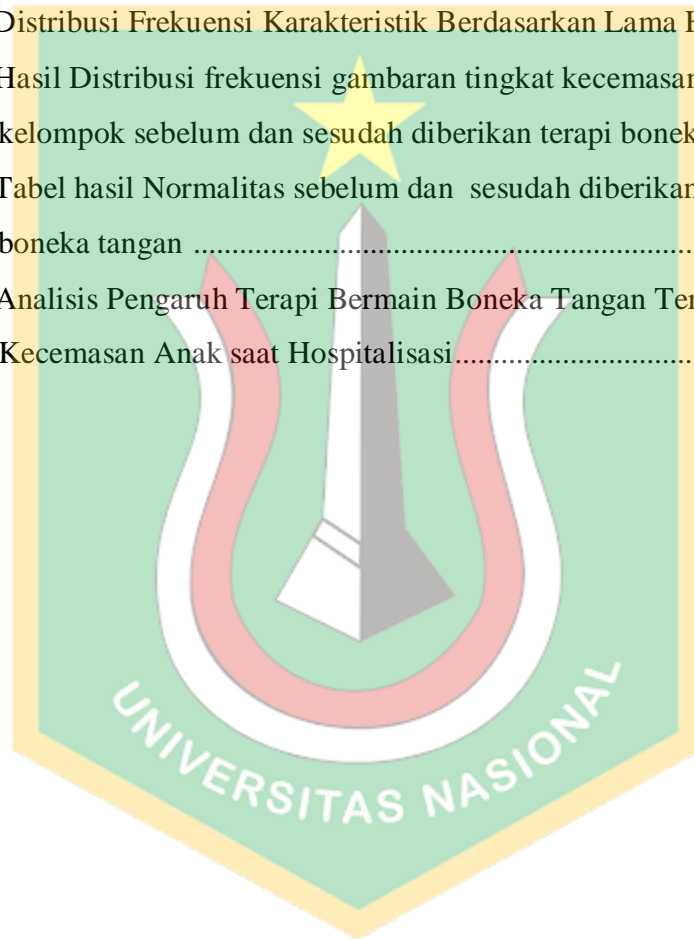 Distribusi Frekuensi Karakteristik Berdasarkan Lama
Hasil Distribusi frekuensi gambaran tingkat kecemasan
kelompok sebelum dan sesudah diberikan terapi
Tabel hasil Normalitas sebelum dan sesudah diberikan
boneka tangan ......................................................
Analisis Pengaruh Terapi Bermain Boneka Tangan
Kecemasan Anak saat Hospitalisasi..............................
UNIVERSITAS NASIONAL